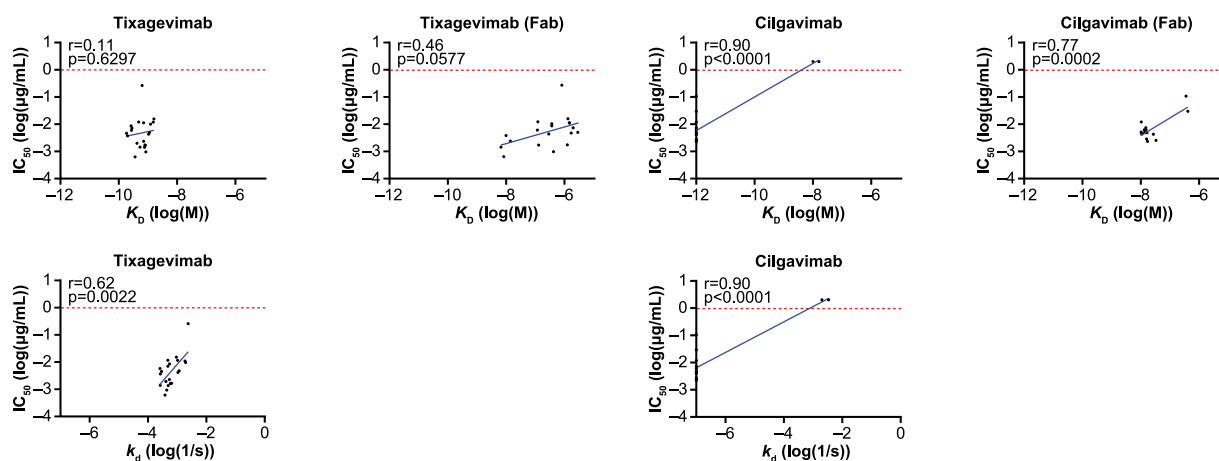 Tixagevimab
r=0.11
p=0.6297
IC50 (log(µg/mL))
1
0
−1
−2
−3
−4
−12
−10
−8
−6
KD (log(M))
Tixagevimab (Fab)
r=0.46
p=0.0577
IC50 (log(µg/mL))
1
0
−1
−2
−3
−4
−12
−10
−8
−6
KD (log(M))
Cilgavimab
r=0.90
p<0.0001
IC50 (log(µg/mL))
1
0
−1
−2
−3
−4
−12
−10
−8
−6
KD (log(M))
Cilgavimab (Fab)
r=0.77
p=0.0002
IC50 (log(µg/mL))
1
0
−1
−2
−3
−4
−12
−10
−8
−6
KD (log(M))
Tixagevimab
r=0.62
p=0.0022
IC50 (log(µg/mL))
1
0
−1
−2
−3
−4
−6
−4
−2
0
kd (log(1/s))
Cilgavimab
r=0.90
p<0.0001
IC50 (log(µg/mL))
1
0
−1
−2
−3
−4
−6
−4
−2
0
kd (log(1/s))